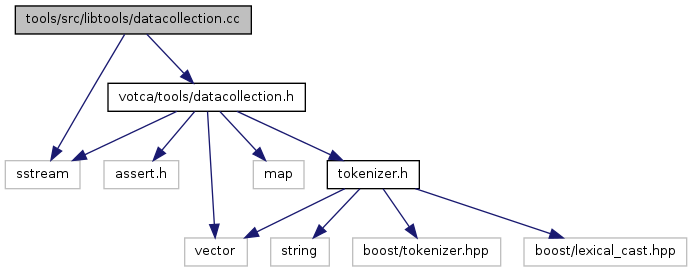 tools/src/libtools/datacollection.cc
votca/tools/datacollection.h
sstream
assert.h
map
tokenizer.h
vector
string
boost/tokenizer.hpp
boost/lexical_cast.hpp